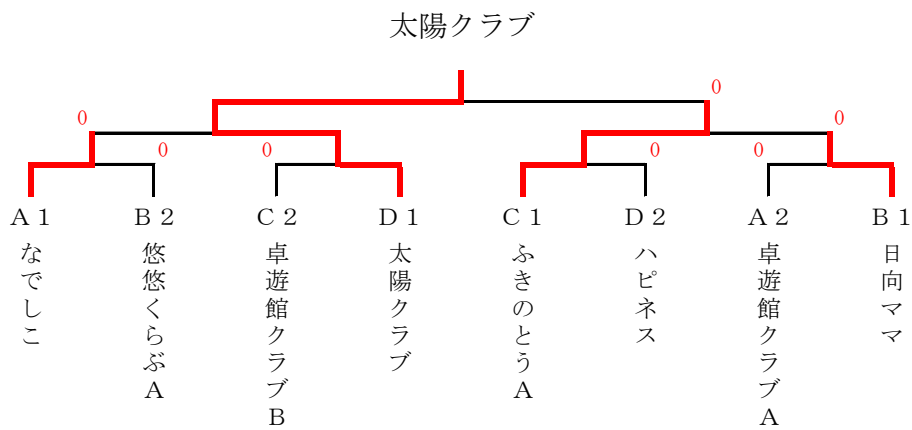 太陽クラブ
0
0
0
0
0
0
0
A1
B2
C2
D1
C1
D2
A2
B1
なでしこ
悠悠くらぶA
卓遊館クラブB
太陽クラブ
ふきのとうA
ハピネス
卓遊館クラブA
日向ママ